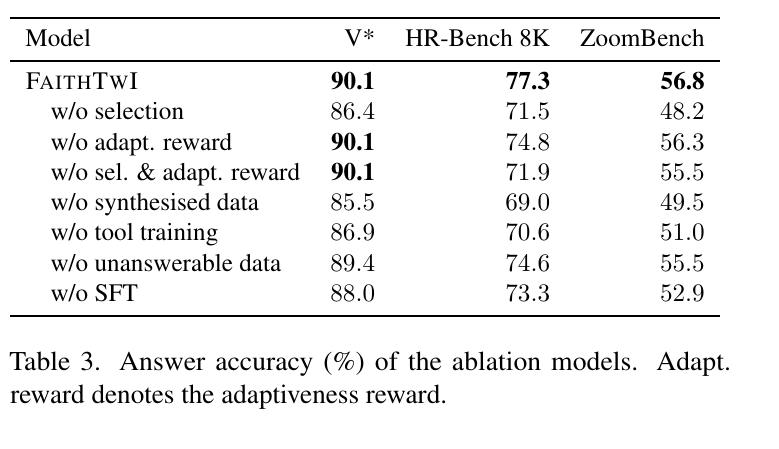 Model V* HR-Bench 8K ZoomBench
FAITHTWI 90.1 77.3 56.8
w/o selection 86.4 71.5 48.2
w/o adapt. reward 90.1 74.8 56.3
w/o sel. & adapt. reward 90.1 71.9 55.5
w/o synthesised data 85.5 69.0 49.5
w/o tool training 86.9 70.6 51.0
w/o unanswerable data 89.4 74.6 55.5
w/o SFT 88.0 73.3 52.9
Table 3. Answer accuracy (%) of the ablation models. Adapt.
reward denotes the adaptiveness reward.